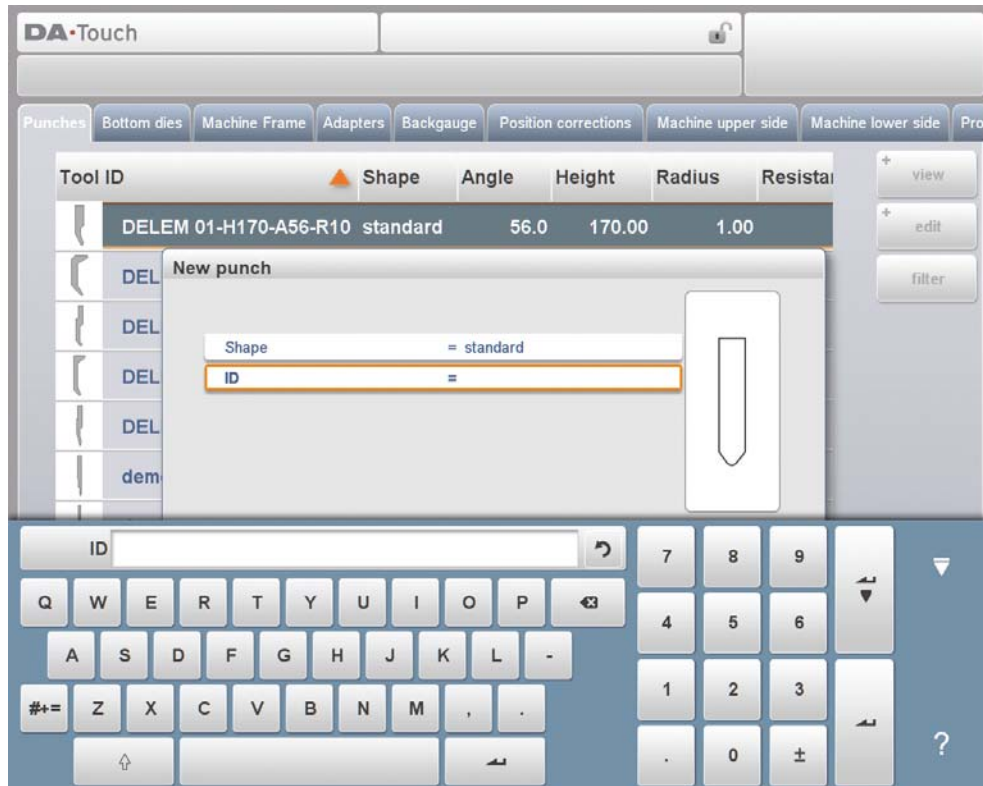 DA·Touch
Punches Bottom dies Machine Frame Adapters Backgauge Position corrections Machine upper side Machine lower side Pro
Tool ID Shape Angle Height Radius Resistar
view
DELEM 01-H170-A56-R10 standard 56.0 170.00 1.00
edit
DEL
New punch
filter
DEL
Shape = standard
DEL
ID =
DEL
dem
ID
7 8 9
Q W E R T Y U I O P
4 5 6
A S D F G H J K L -
1 2 3
#+= Z X C V B N M , .
. 0 ±
?